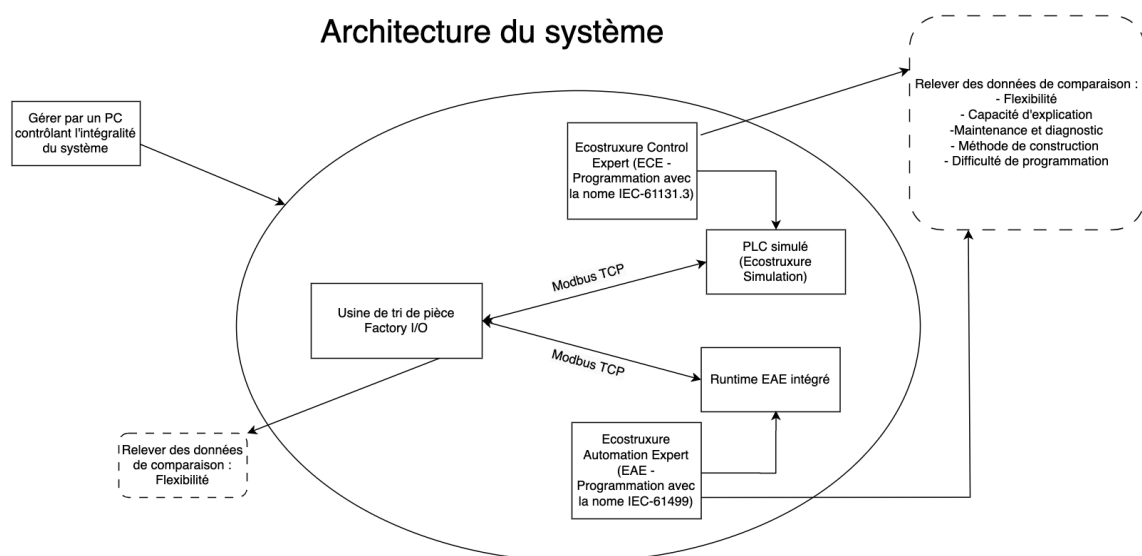 Architecture du système
Gérer par un PC
contrôlant l'intégralité
du système
Relever des données de comparaison :
- Flexibilité
- Capacité d'explication
-Maintenance et diagnostic
- Méthode de construction
- Difficulté de programmation
Ecostruxure Control
Expert (ECE -
Programmation avec
la nome IEC-61131.3)
PLC simulé
(Ecostruxure
Simulation)
Modbus TCP
Usine de tri de pièce
Factory I/O
Modbus TCP
Runtime EAE intégré
Ecostruxure
Automation Expert
(EAE -
Programmation avec
la nome IEC-61499)
Relever des données
de comparaison :
Flexibilité